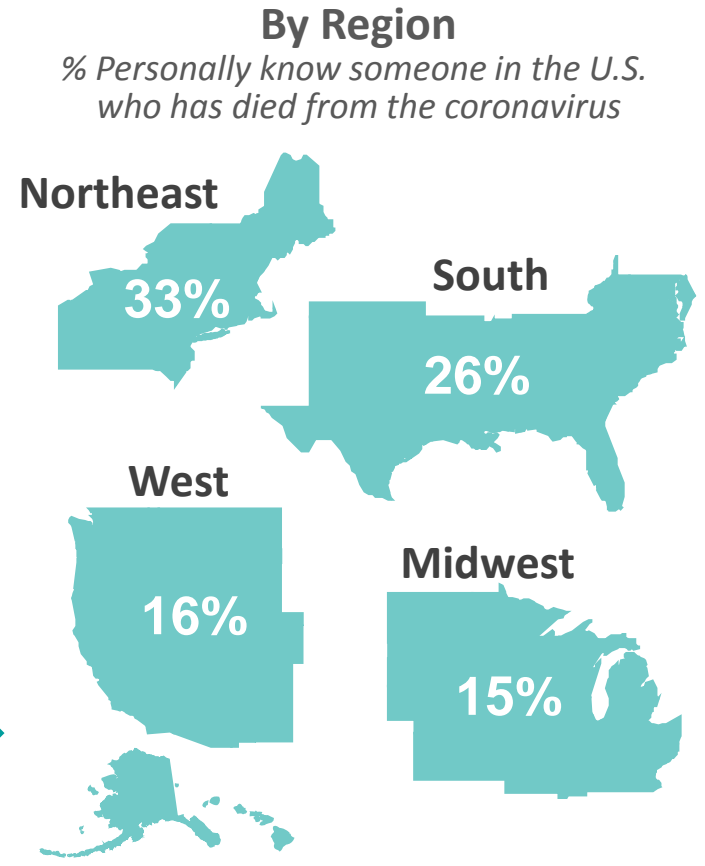 By Region
% Personally know someone in the U.S.
who has died from the coronavirus
Northeast
33%
South
26%
West
16%
Midwest
15%